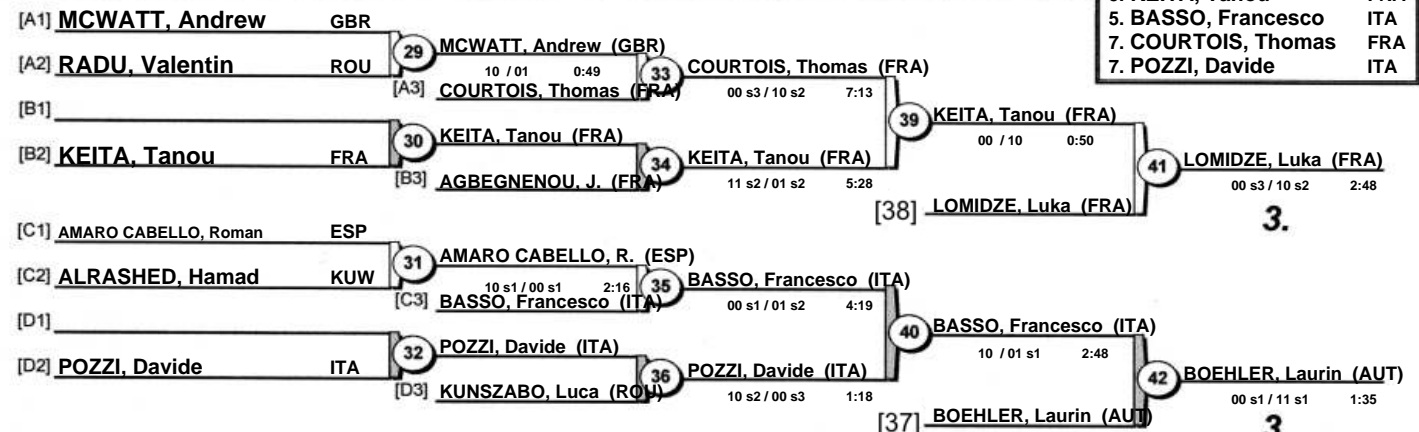 5. BASSO, Francesco ITA
7. COURTOIS, Thomas FRA
7. POZZI, Davide ITA
[A1] MCWATT, Andrew GBR
[A2] RADU, Valentin ROU
29 MCWATT, Andrew (GBR)
10 / 01 0:49
[A3] COURTOIS, Thomas (FRA)
33 COURTOIS, Thomas (FRA)
00 s3 / 10 s2 7:13
[B1]
[B2] KEITA, Tanou FRA
30 KEITA, Tanou (FRA)
[B3] AGBEGNENOU, J. (FRA)
34 KEITA, Tanou (FRA)
11 s2 / 01 s2 5:28
39 KEITA, Tanou (FRA)
00 / 10 0:50
[38] LOMIDZE, Luka (FRA)
41 LOMIDZE, Luka (FRA)
00 s3 / 10 s2 2:48
3.
[C1] AMARO CABELLO, Roman ESP
[C2] ALRASHED, Hamad KUW
31 AMARO CABELLO, R. (ESP)
10 s1 / 00 s1 2:16
[C3] BASSO, Francesco (ITA)
35 BASSO, Francesco (ITA)
00 s1 / 01 s2 4:19
[D1]
[D2] POZZI, Davide ITA
32 POZZI, Davide (ITA)
[D3] KUNSZABO, Luca (ROU)
36 POZZI, Davide (ITA)
10 s2 / 00 s3 1:18
40 BASSO, Francesco (ITA)
10 / 01 s1 2:48
[37] BOEHLER, Laurin (AUT)
42 BOEHLER, Laurin (AUT)
00 s1 / 11 s1 1:35
3